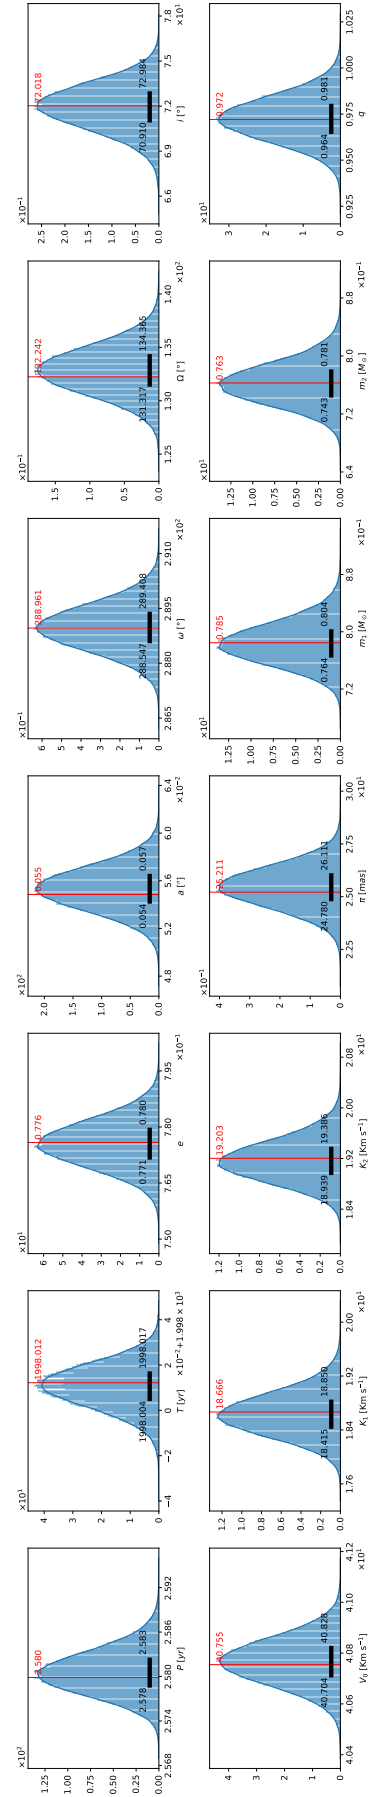 ×10²
2.580
2.578 2.583
0.00 0.25 0.50 0.75 1.00 1.25
2.568 2.574 2.580 2.586 2.592
P [yr]
×10¹
1998.012
1998.004 1998.017
0 1 2 3 4
−4 −2 0 2 4
×10⁻²+1.998×10³
T [yr]
×10¹
0.776
0.771 0.780
0 1 2 3 4 5 6
7.50 7.65 7.80 7.95
×10⁻¹
e
×10²
0.055
0.054 0.057
0.0 0.5 1.0 1.5 2.0
4.8 5.2 5.6 6.0 6.4
×10⁻²
a ["]
×10⁻¹
288.961
288.547 289.408
0 1 2 3 4 5 6
2.865 2.880 2.895 2.910
×10²
ω [°]
×10⁻¹
132.242
131.317 134.365
0.0 0.5 1.0 1.5
1.25 1.30 1.35 1.40
×10²
Ω [°]
×10⁻¹
72.018
70.910 72.984
0.0 0.5 1.0 1.5 2.0 2.5
6.6 6.9 7.2 7.5 7.8
×10¹
i [°]
40.755
40.704 40.828
0 1 2 3 4
4.04 4.06 4.08 4.10 4.12
×10¹
V₀ [Km s⁻¹]
18.666
18.415 18.850
0.0 0.2 0.4 0.6 0.8 1.0 1.2
1.76 1.84 1.92 2.00
×10¹
K₁ [Km s⁻¹]
19.203
18.939 19.386
0.0 0.2 0.4 0.6 0.8 1.0 1.2
1.84 1.92 2.00 2.08
×10¹
K₂ [Km s⁻¹]
×10⁻¹
25.211
24.780 26.111
0 1 2 3 4
2.25 2.50 2.75 3.00
×10¹
π [mas]
×10¹
0.785
0.764 0.804
0.00 0.25 0.50 0.75 1.00 1.25
7.2 8.0 8.8
×10⁻¹
m₁ [M☉]
×10¹
0.763
0.743 0.781
0.00 0.25 0.50 0.75 1.00 1.25
6.4 7.2 8.0 8.8
×10⁻¹
m₂ [M☉]
×10¹
0.972
0.964 0.981
0 1 2 3
0.925 0.950 0.975 1.000 1.025
q